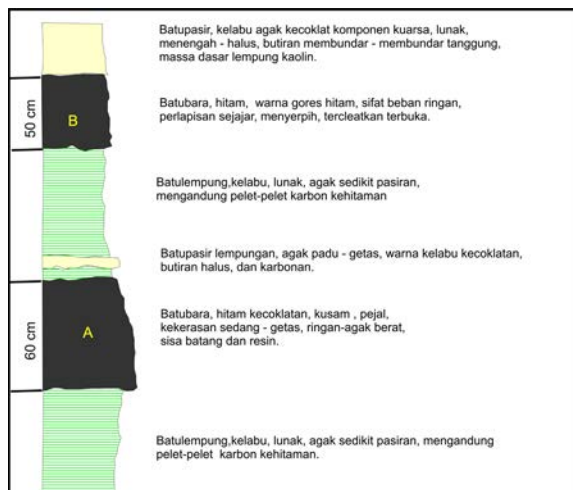 Batupasir, kelabu agak kecoklat komponen kuarsa, lunak,
menengah - halus, butiran membundar - membundar tanggung,
massa dasar lempung kaolin.
50 cm
B
Batubara, hitam, warna gores hitam, sifat beban ringan,
perlapisan sejajar, menyerpih, tercleatkan terbuka.
Batulempung,kelabu, lunak, agak sedikit pasiran,
mengandung pelet-pelet karbon kehitaman
Batupasir lempungan, agak padu - getas, warna kelabu kecoklatan,
butiran halus, dan karbonan.
60 cm
A
Batubara, hitam kecoklatan, kusam , pejal,
kekerasan sedang - getas, ringan-agak berat,
sisa batang dan resin.
Batulempung,kelabu, lunak, agak sedikit pasiran, mengandung
pelet-pelet karbon kehitaman.